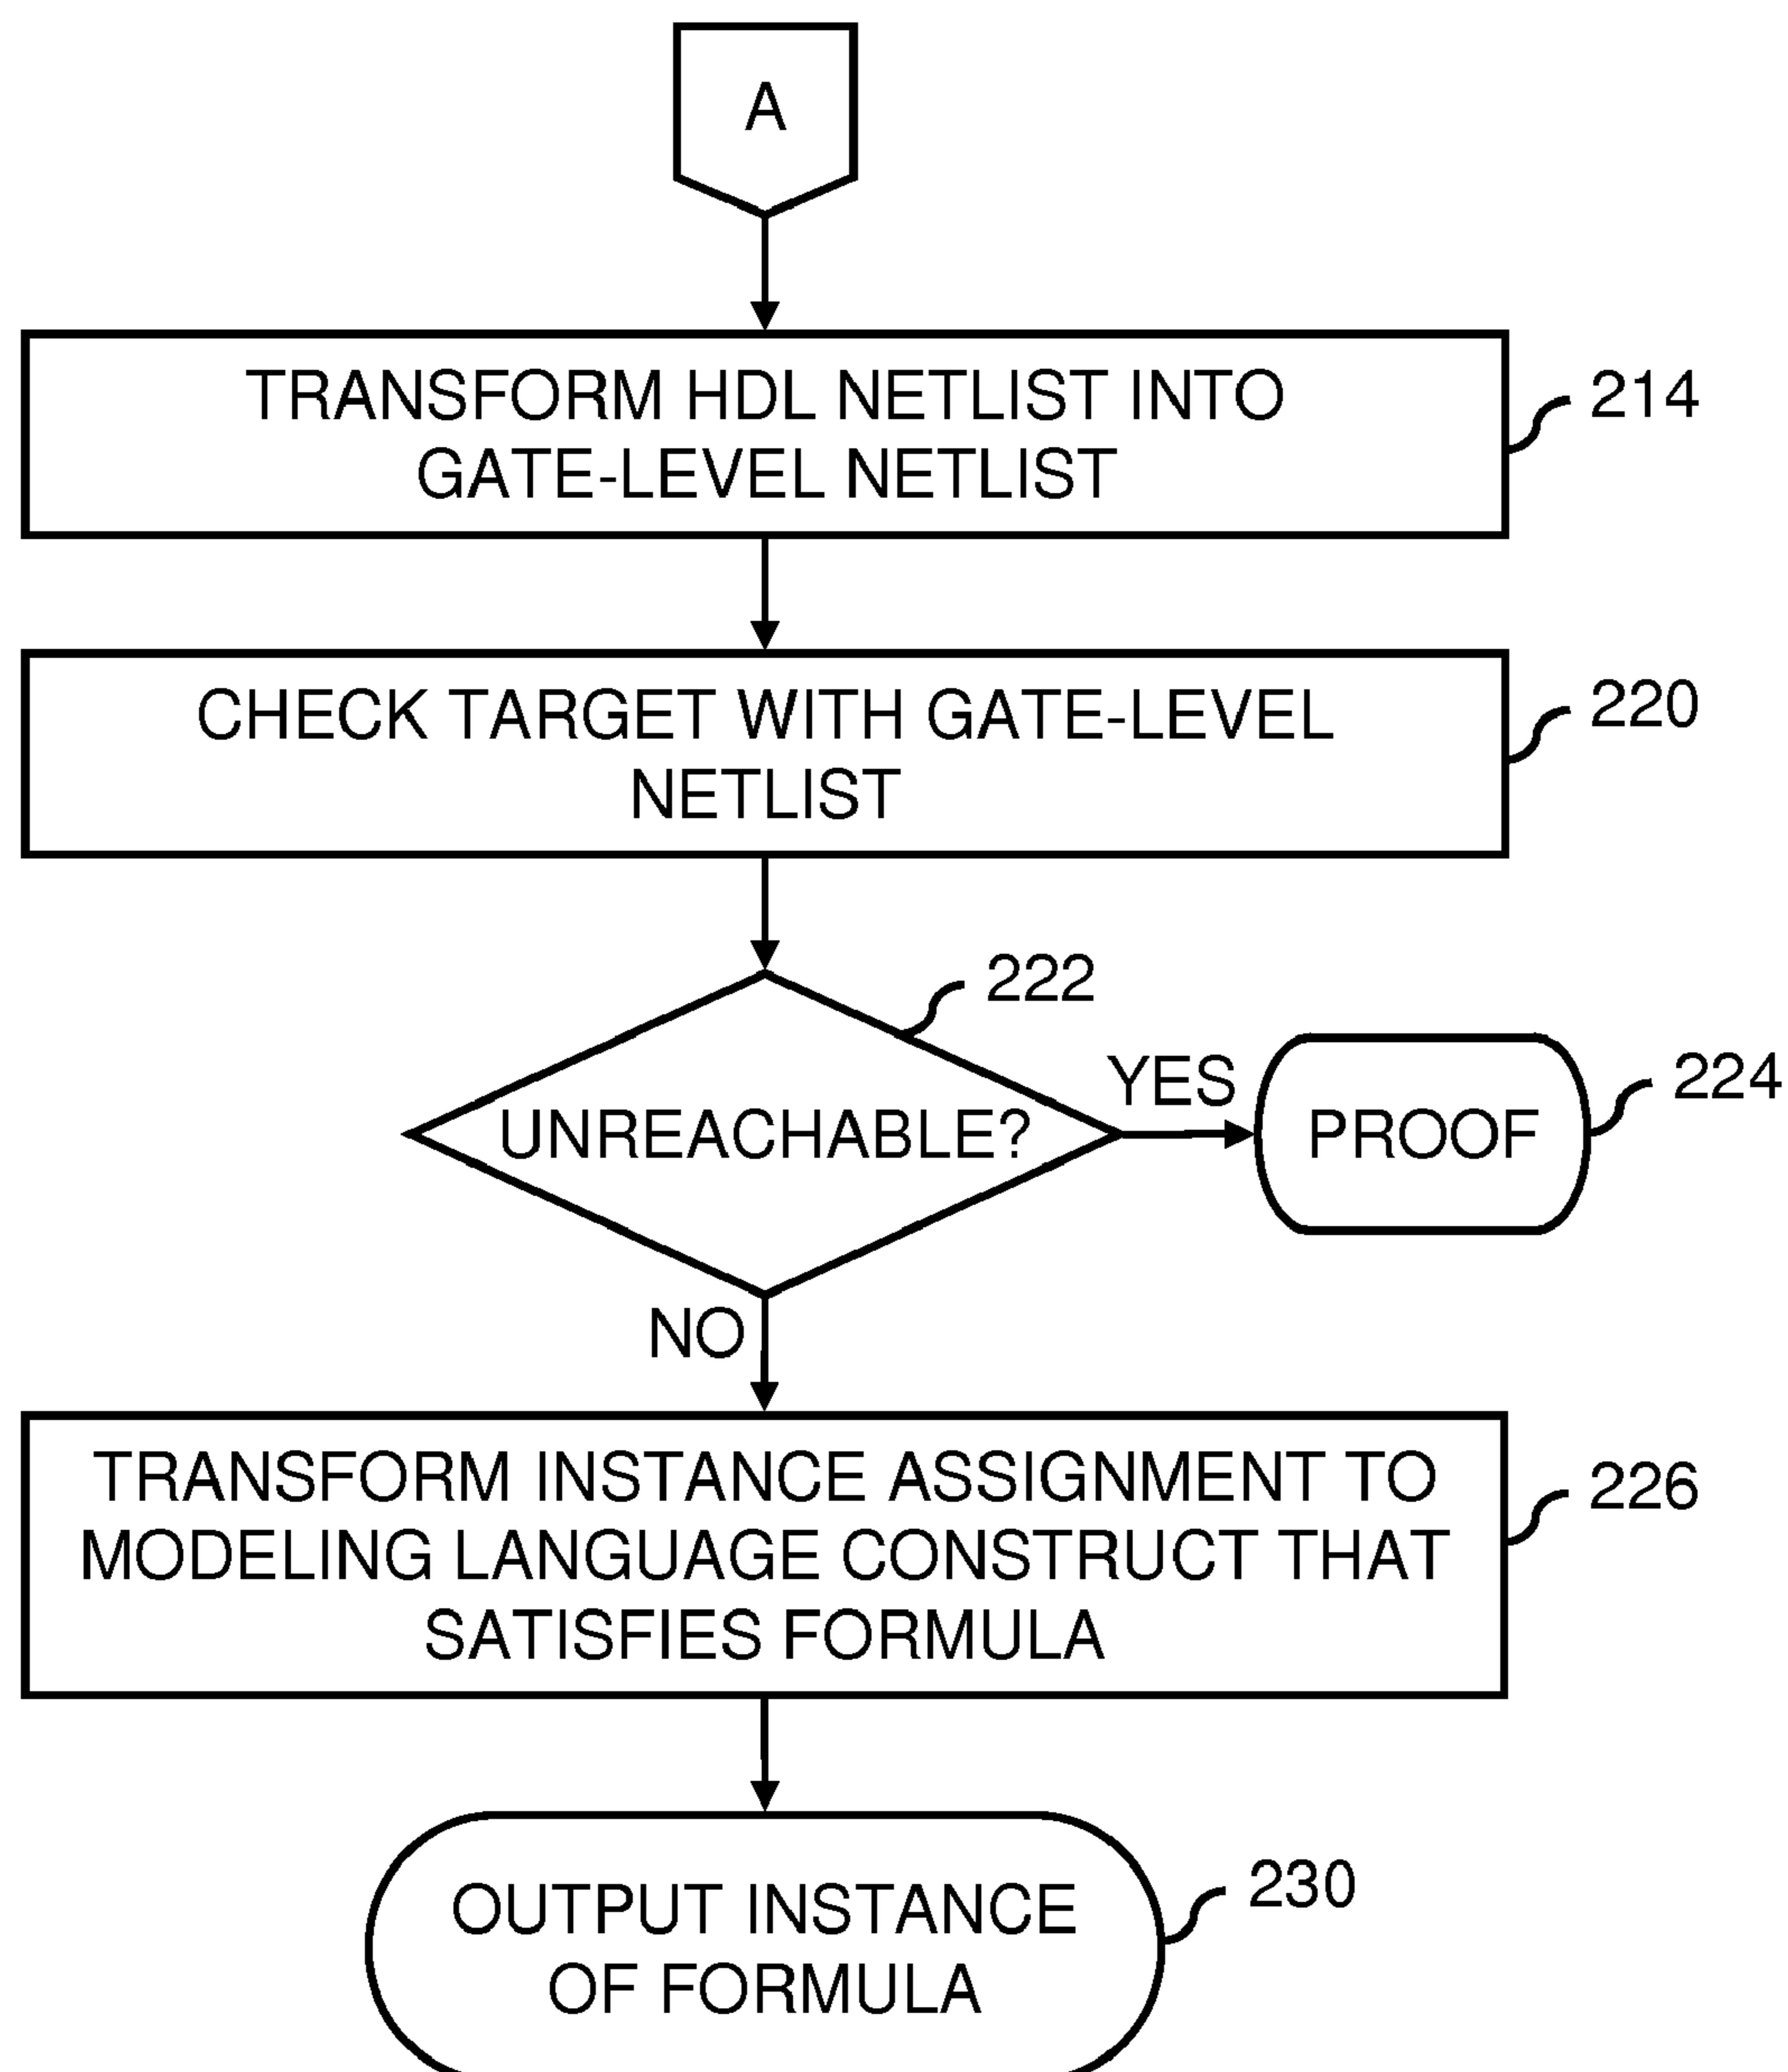 A
TRANSFORM HDL NETLIST INTO
GATE-LEVEL NETLIST
214
CHECK TARGET WITH GATE-LEVEL
NETLIST
220
222
UNREACHABLE?
YES
PROOF
224
NO
TRANSFORM INSTANCE ASSIGNMENT TO
MODELING LANGUAGE CONSTRUCT THAT
SATISFIES FORMULA
226
OUTPUT INSTANCE
OF FORMULA
230